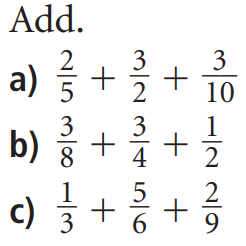 Add.
a) 2/5 + 3/2 + 3/10
b) 3/8 + 3/4 + 1/2
c) 1/3 + 5/6 + 2/9